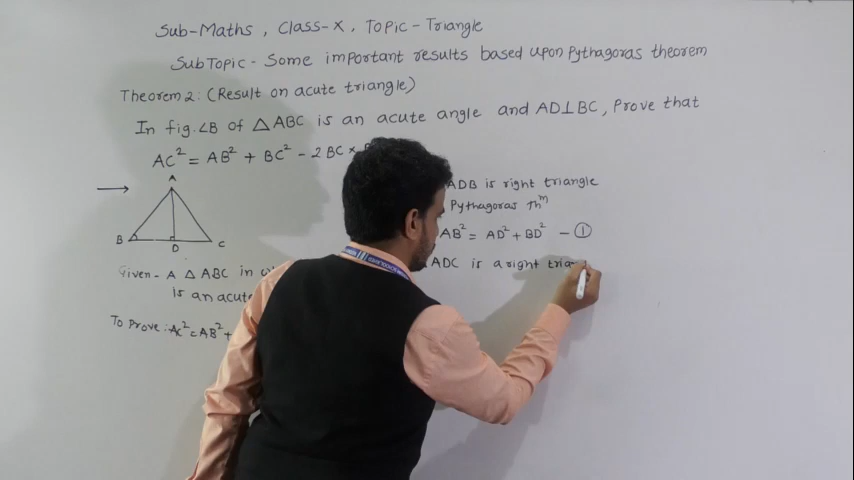 Sub-Maths, Class-X, Topic-Triangle
SubTopic - Some important results based upon Pythagoras theorem
Theorem 2: (Result on acute triangle)
In fig. ∠B of △ABC is an acute angle and AD⊥BC, Prove that
AC² = AB² + BC² - 2BC×
A
B
D
C
Given - A △ABC in
is an acute
To Prove: AC² = AB² +
ADB is right triangle
Pythagoras Thm
AB² = AD² + BD² - ①
ADC is a right